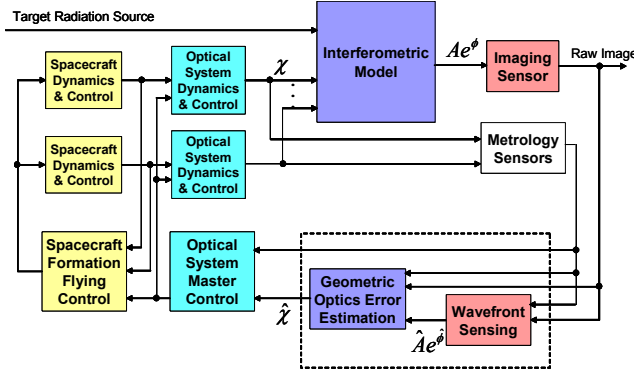 Target Radiation Source
Spacecraft
Dynamics
& Control
Optical
System
Dynamics
& Control
χ
Interferometric
Model
Ae^ϕ
Imaging
Sensor
Raw Image
Spacecraft
Dynamics
& Control
Optical
System
Dynamics
& Control
Metrology
Sensors
Spacecraft
Formation
Flying
Control
Optical
System
Master
Control
χ̂
Geometric
Optics Error
Estimation
Âe^ϕ̂
Wavefront
Sensing